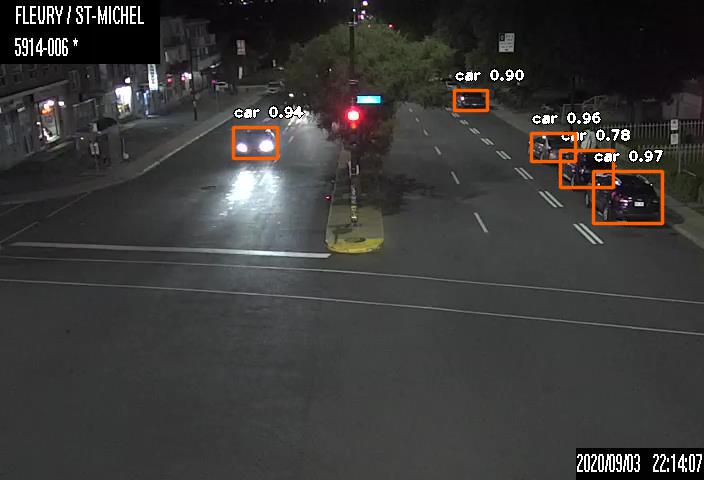 FLEURY / ST-MICHEL
5914-006 *
car 0.90
car 0.94
car 0.96
car 0.78
car 0.97
2020/09/03 22:14:07